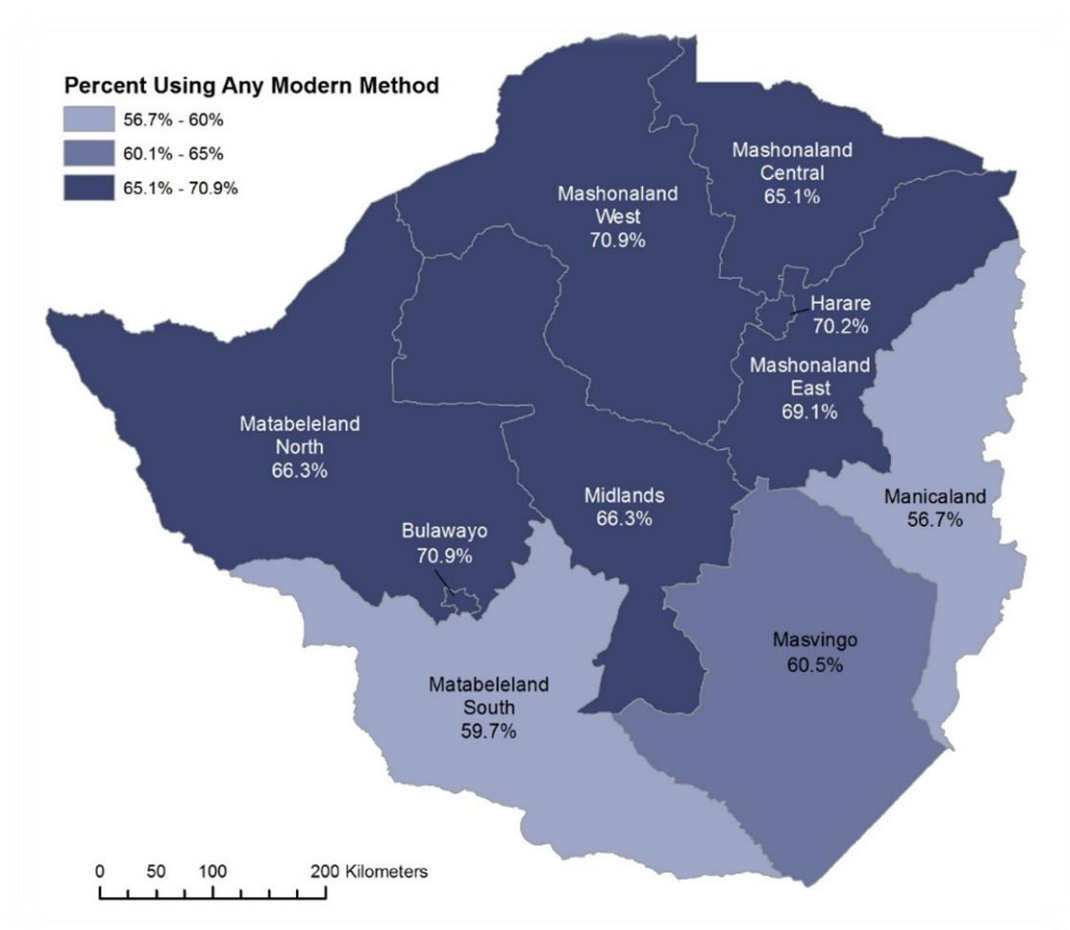 Percent Using Any Modern Method
56.7% - 60%
60.1% - 65%
65.1% - 70.9%
Mashonaland
Central
65.1%
Mashonaland
West
70.9%
Harare
70.2%
Mashonaland
East
69.1%
Matabeleland
North
66.3%
Midlands
66.3%
Manicaland
56.7%
Bulawayo
70.9%
Masvingo
60.5%
Matabeleland
South
59.7%
0 50 100 200 Kilometers